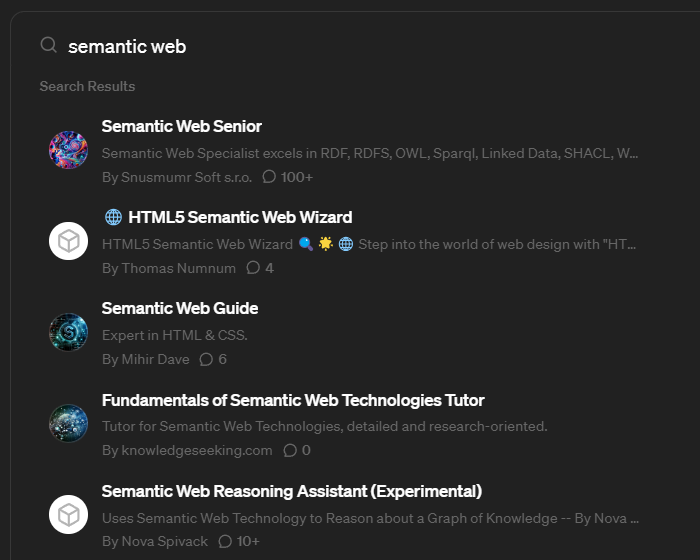 semantic web
Search Results
Semantic Web Senior
Semantic Web Specialist excels in RDF, RDFS, OWL, Sparql, Linked Data, SHACL, W...
By Snusmumr Soft s.r.o. 100+
🌐 HTML5 Semantic Web Wizard
HTML5 Semantic Web Wizard 🔍 🌟 🌐 Step into the world of web design with "HT...
By Thomas Numnum 4
Semantic Web Guide
Expert in HTML & CSS.
By Mihir Dave 6
Fundamentals of Semantic Web Technologies Tutor
Tutor for Semantic Web Technologies, detailed and research-oriented.
By knowledgeseeking.com 0
Semantic Web Reasoning Assistant (Experimental)
Uses Semantic Web Technology to Reason about a Graph of Knowledge -- By Nova ...
By Nova Spivack 10+